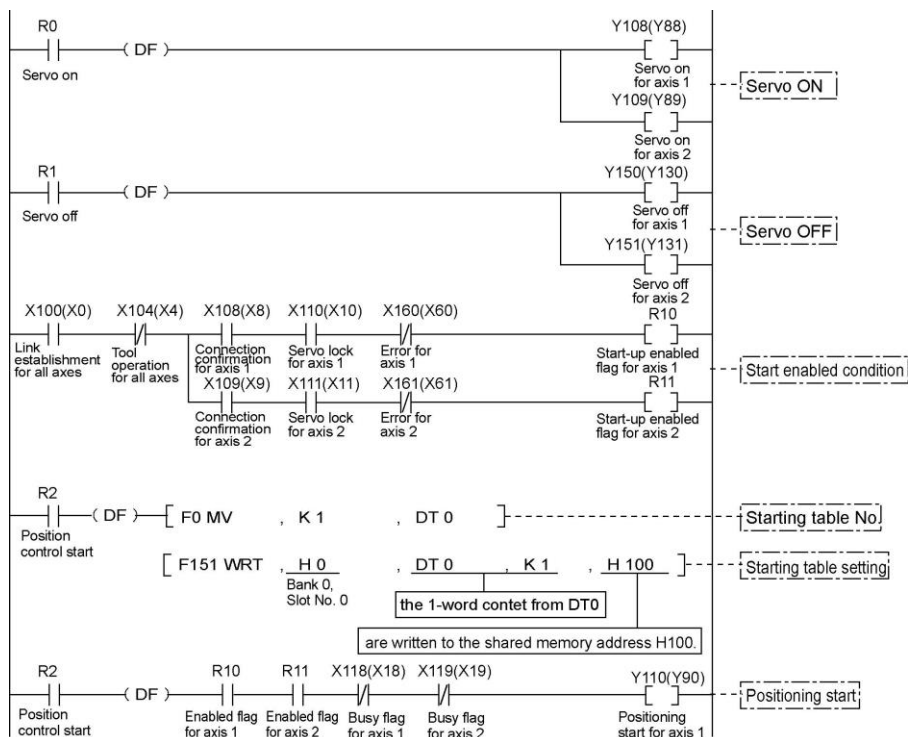 R0
( DF )
Y108(Y88)
Servo on
Servo on
for axis 1
Servo ON
Y109(Y89)
Servo on
for axis 2
R1
( DF )
Y150(Y130)
Servo off
Servo off
for axis 1
Servo OFF
Y151(Y131)
Servo off
for axis 2
X100(X0) X104(X4) X108(X8) X110(X10) X160(X60) R10
Link
establishment
for all axes
Tool
operation
for all axes
Connection
confirmation
for axis 1
Servo lock
for axis 1
Error for
axis 1
Start-up enabled
flag for axis 1
Start enabled condition
X109(X9) X111(X11) X161(X61) R11
Connection
confirmation
for axis 2
Servo lock
for axis 2
Error for
axis 2
Start-up enabled
flag for axis 2
R2
( DF ) [ F0 MV , K 1 , DT 0 ]
Starting table No.
Position
control start
[ F151 WRT , H 0 , DT 0 , K 1 , H 100 ]
Starting table setting
Bank 0,
Slot No. 0
the 1-word contet from DT0
are written to the shared memory address H100.
R2 R10 R11 X118(X18) X119(X19) Y110(Y90)
( DF )
Positioning start
Position
control start
Enabled flag
for axis 1
Enabled flag
for axis 2
Busy flag
for axis 1
Busy flag
for axis 2
Positioning
start for axis 1